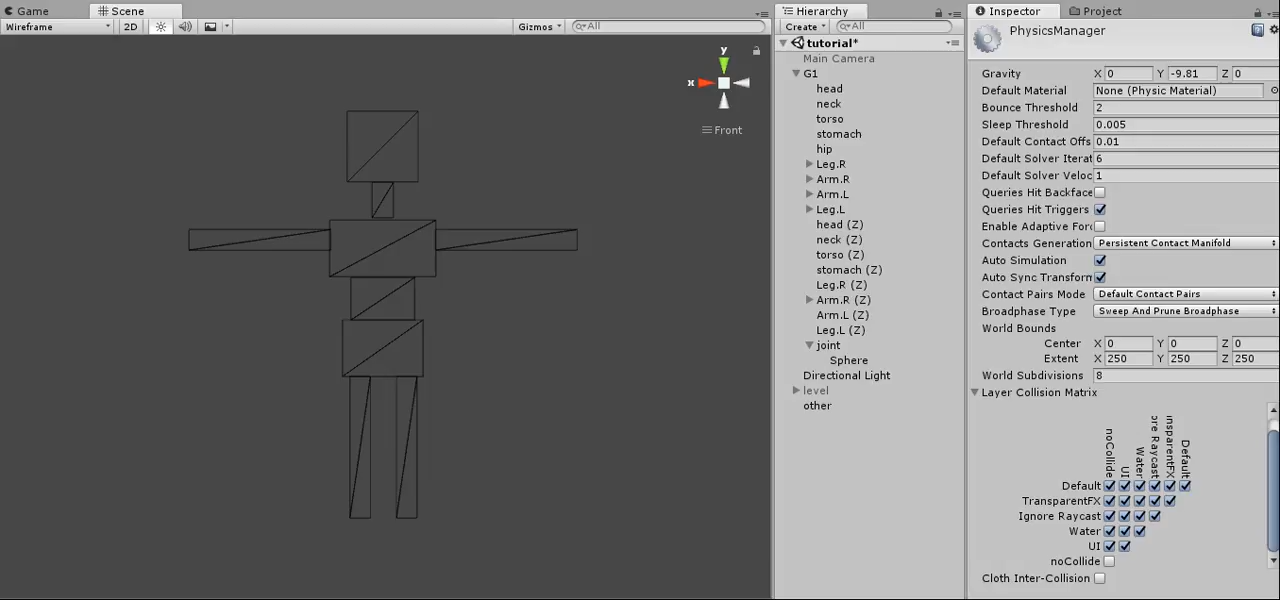 Game
Scene
Wireframe
2D
Gizmos
All
y
x
Front
Hierarchy
Create
All
tutorial*
Main Camera
G1
head
neck
torso
stomach
hip
Leg.R
Arm.R
Arm.L
Leg.L
head (Z)
neck (Z)
torso (Z)
stomach (Z)
Leg.R (Z)
Arm.R (Z)
Arm.L (Z)
Leg.L (Z)
joint
Sphere
Directional Light
level
other
Inspector
Project
PhysicsManager
Gravity X 0 Y -9.81 Z 0
Default Material None (Physic Material)
Bounce Threshold 2
Sleep Threshold 0.005
Default Contact Offs 0.01
Default Solver Iterat 6
Default Solver Veloc 1
Queries Hit Backface
Queries Hit Triggers
Enable Adaptive Forc
Contacts Generation Persistent Contact Manifold
Auto Simulation
Auto Sync Transform
Contact Pairs Mode Default Contact Pairs
Broadphase Type Sweep And Prune Broadphase
World Bounds
Center X 0 Y 0 Z 0
Extent X 250 Y 250 Z 250
World Subdivisions 8
Layer Collision Matrix
noCollide
UI
Water
ore Raycast
nsparentFX
Default
Default
TransparentFX
Ignore Raycast
Water
UI
noCollide
Cloth Inter-Collision